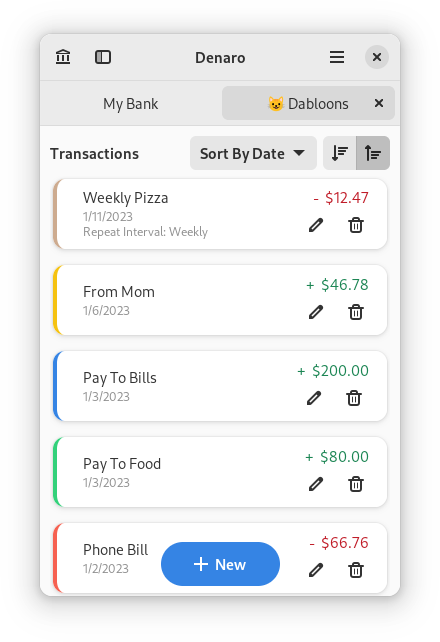 Denaro
My Bank
😺 Dabloons
Transactions
Sort By Date
Weekly Pizza
- $12.47
1/11/2023
Repeat Interval: Weekly
From Mom
+ $46.78
1/6/2023
Pay To Bills
+ $200.00
1/3/2023
Pay To Food
+ $80.00
1/3/2023
Phone Bill
- $66.76
1/2/2023
New